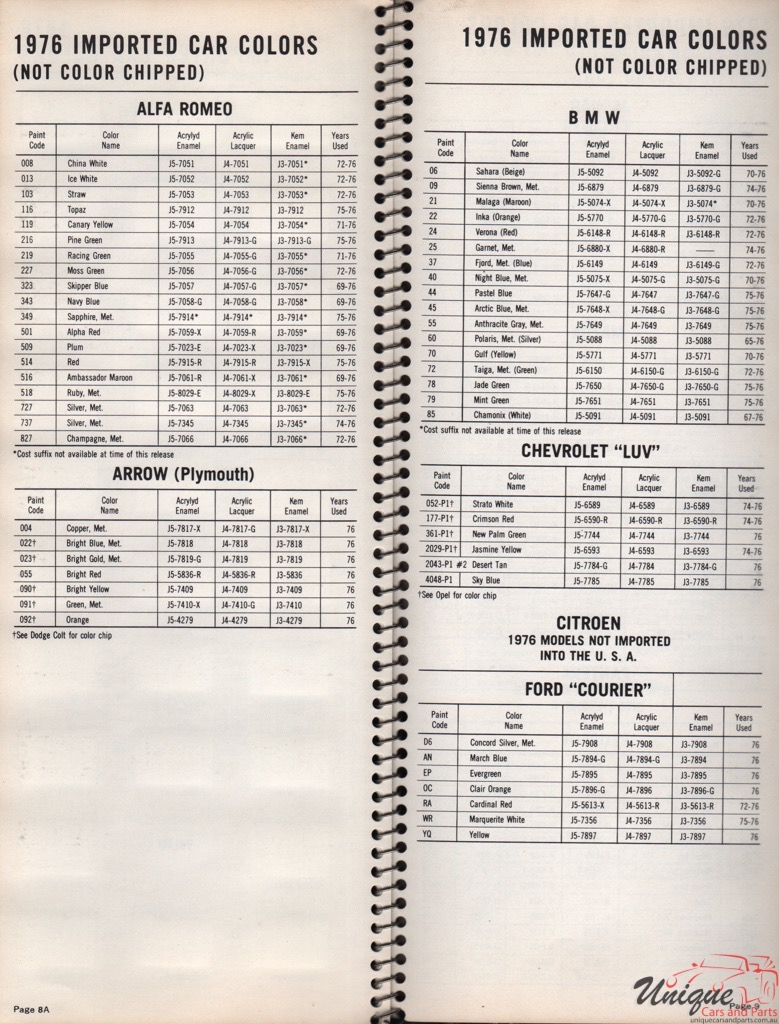 1976 IMPORTED CAR COLORS
(NOT COLOR CHIPPED)
ALFA ROMEO
Paint Code Color Name Acrylyd Enamel Acrylic Lacquer Kem Enamel Years Used
008 China White J5-7051 J4-7051 J3-7051* 72-76
013 Ice White J5-7052 J4-7052 J3-7052* 72-76
103 Straw J5-7053 J4-7053 J3-7053* 72-76
116 Topaz J5-7912 J4-7912 J3-7912 75-76
119 Canary Yellow J5-7054 J4-7054 J3-7054* 71-76
216 Pine Green J5-7913 J4-7913-G J3-7913-G 75-76
219 Racing Green J5-7055 J4-7055-G J3-7055* 71-76
227 Moss Green J5-7056 J4-7056-G J3-7056* 72-76
323 Skipper Blue J5-7057 J4-7057-G J3-7057* 69-76
343 Navy Blue J5-7058-G J4-7058-G J3-7058* 69-76
349 Sapphire, Met. J5-7914* J4-7914* J3-7914* 75-76
501 Alpha Red J5-7059-X J4-7059-R J3-7059* 69-76
509 Plum J5-7023-E J4-7023-X J3-7023* 69-76
514 Red J5-7915-R J4-7915-R J3-7915-X 75-76
516 Ambassador Maroon J5-7061-R J4-7061-X J3-7061* 69-76
518 Ruby, Met. J5-8029-E J4-8029-X J3-8029-E 75-76
727 Silver, Met. J5-7063 J4-7063 J3-7063* 72-76
737 Silver, Met. J5-7345 J4-7345 J3-7345* 74-76
827 Champagne, Met. J5-7066 J4-7066 J3-7066* 72-76
*Cost suffix not available at time of this release
ARROW (Plymouth)
Paint Code Color Name Acrylyd Enamel Acrylic Lacquer Kem Enamel Years Used
004 Copper, Met. J5-7817-X J4-7817-G J3-7817-X 76
022† Bright Blue, Met. J5-7818 J4-7818 J3-7818 76
023† Bright Gold, Met. J5-7819-G J4-7819 J3-7819 76
055 Bright Red J5-5836-R J4-5836-R J3-5836 76
090† Bright Yellow J5-7409 J4-7409 J3-7409 76
091† Green, Met. J5-7410-X J4-7410-G J3-7410 76
092† Orange J5-4279 J4-4279 J3-4279 76
†See Dodge Colt for color chip
Page 8A
1976 IMPORTED CAR COLORS
(NOT COLOR CHIPPED)
B M W
Paint Code Color Name Acrylyd Enamel Acrylic Lacquer Kem Enamel Years Used
06 Sahara (Beige) J5-5092 J4-5092 J3-5092-G 70-76
09 Sienna Brown, Met. J5-6879 J4-6879 J3-6879-G 74-76
21 Malaga (Maroon) J5-5074-X J4-5074-X J3-5074* 70-76
22 Inka (Orange) J5-5770 J4-5770-G J3-5770-G 72-76
24 Verona (Red) J5-6148-R J4-6148-R J3-6148-R 72-76
25 Garnet, Met. J5-6880-X J4-6880-R —— 74-76
37 Fjord, Met. (Blue) J5-6149 J4-6149 J3-6149-G 72-76
40 Night Blue, Met. J5-5075-X J4-5075-G J3-5075-G 70-76
44 Pastel Blue J5-7647-G J4-7647 J3-7647-G 75-76
45 Arctic Blue, Met. J5-7648-X J4-7648-G J3-7648-G 75-76
55 Anthracite Gray, Met. J5-7649 J4-7649 J3-7649 75-76
60 Polaris, Met. (Silver) J5-5088 J4-5088 J3-5088 65-76
70 Gulf (Yellow) J5-5771 J4-5771 J3-5771 70-76
72 Taiga, Met. (Green) J5-6150 J4-6150-G J3-6150-G 72-76
78 Jade Green J5-7650 J4-7650-G J3-7650-G 75-76
79 Mint Green J5-7651 J4-7651 J3-7651 75-76
85 Chamonix (White) J5-5091 J4-5091 J3-5091 67-76
*Cost suffix not available at time of this release
CHEVROLET "LUV"
Paint Code Color Name Acrylyd Enamel Acrylic Lacquer Kem Enamel Years Used
052-P1† Strato White J5-6589 J4-6589 J3-6589 74-76
177-P1† Crimson Red J5-6590-R J4-6590-R J3-6590-R 74-76
361-P1† New Palm Green J5-7744 J4-7744 J3-7744 76
2029-P1† Jasmine Yellow J5-6593 J4-6593 J3-6593 74-76
2043-P1 #2 Desert Tan J5-7784-G J4-7784 J3-7784-G 76
4048-P1 Sky Blue J5-7785 J4-7785 J3-7785 76
†See Opel for color chip
CITROEN
1976 MODELS NOT IMPORTED
INTO THE U. S. A.
FORD "COURIER"
Paint Code Color Name Acrylyd Enamel Acrylic Lacquer Kem Enamel Years Used
D6 Concord Silver, Met. J5-7908 J4-7908 J3-7908 76
AN March Blue J5-7894-G J4-7894-G J3-7894 76
EP Evergreen J5-7895 J4-7895 J3-7895 76
OC Clair Orange J5-7896-G J4-7896 J3-7896-G 76
RA Cardinal Red J5-5613-X J4-5613-R J3-5613-R 72-76
WR Marquerite White J5-7356 J4-7356 J3-7356 75-76
YQ Yellow J5-7897 J4-7897 J3-7897 76
Page 9
Unique
Cars and Parts
uniquecarsandparts.com.au